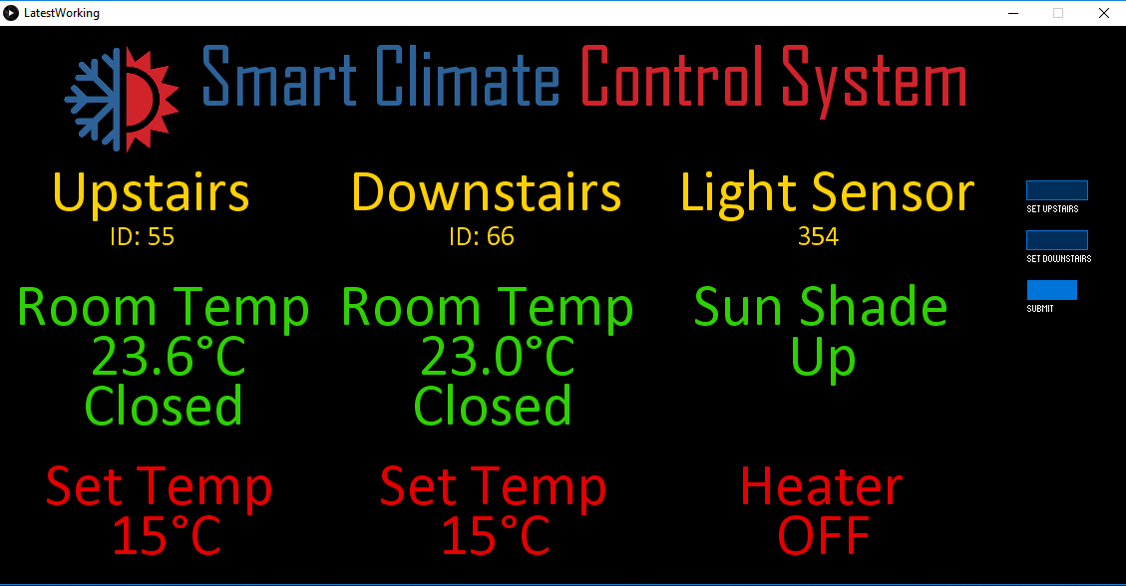 LatestWorking
Smart Climate Control System
Upstairs
ID: 55
Room Temp
23.6°C
Closed
Set Temp
15°C
Downstairs
ID: 66
Room Temp
23.0°C
Closed
Set Temp
15°C
Light Sensor
354
Sun Shade
Up
Heater
OFF
SET UPSTAIRS
SET DOWNSTAIRS
SUBMIT